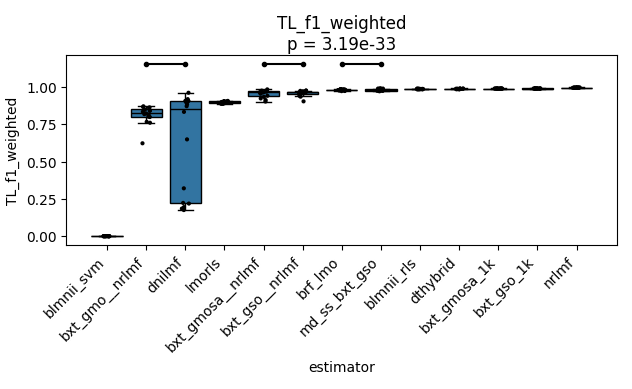 TL_f1_weighted
p = 3.19e-33
TL_f1_weighted
1.00
0.75
0.50
0.25
0.00
blmnii_svm
bxt_gmo__nrlmf
dnilmf
lmorls
bxt_gmosa__nrlmf
bxt_gso__nrlmf
brf_lmo
md_ss_bxt_gso
blmnii_rls
dthybrid
bxt_gmosa_1k
bxt_gso_1k
nrlmf
estimator